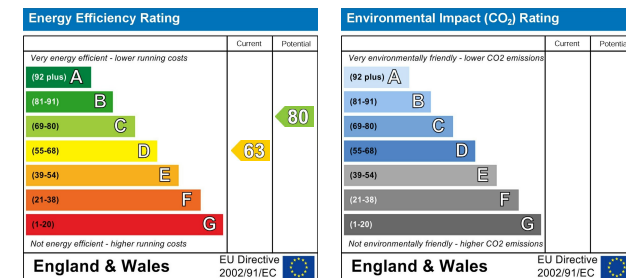 Energy Efficiency Rating
Current Potential
Very energy efficient - lower running costs
(92 plus) A
(81-91) B
(69-80) C
(55-68) D
(39-54) E
(21-38) F
(1-20) G
80
63
Not energy efficient - higher running costs
England & Wales
EU Directive
2002/91/EC
Environmental Impact (CO2) Rating
Current Potential
Very environmentally friendly - lower CO2 emissions
(92 plus) A
(81-91) B
(69-80) C
(55-68) D
(39-54) E
(21-38) F
(1-20) G
Not environmentally friendly - higher CO2 emissions
England & Wales
EU Directive
2002/91/EC